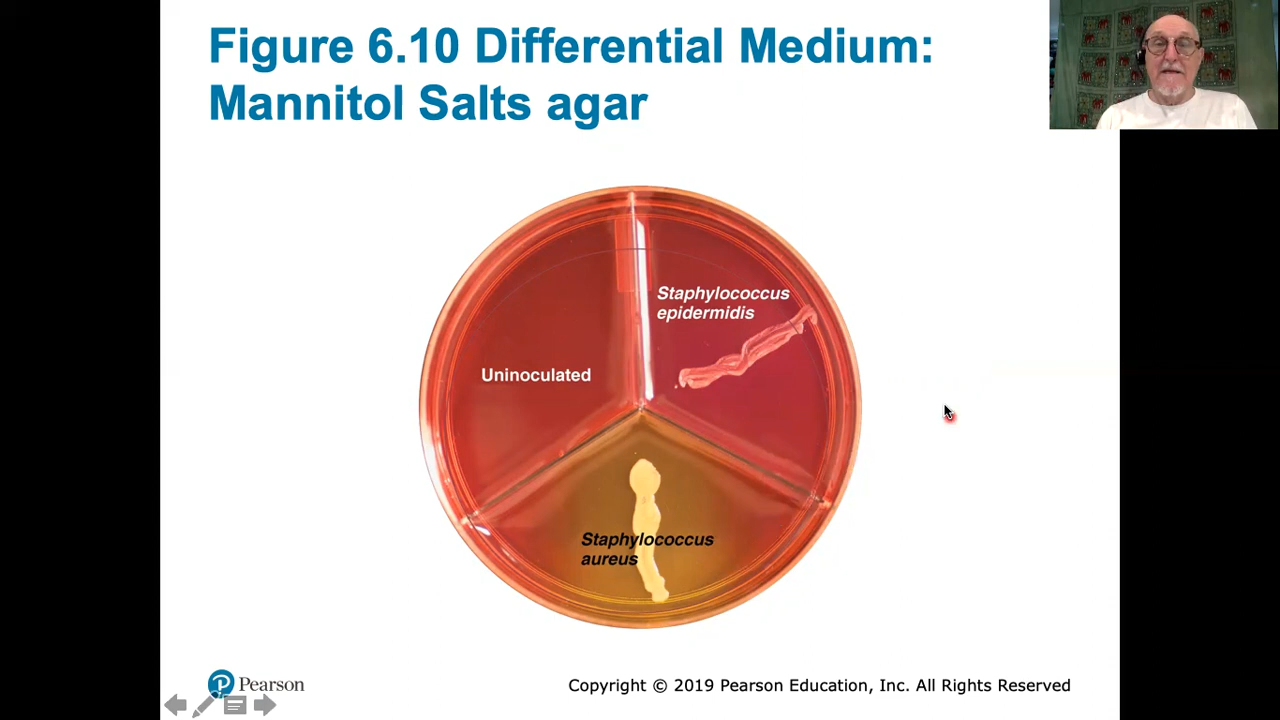 Figure 6.10 Differential Medium:
Mannitol Salts agar
Staphylococcus
epidermidis
Uninoculated
Staphylococcus
aureus
P Pearson
Copyright © 2019 Pearson Education, Inc. All Rights Reserved